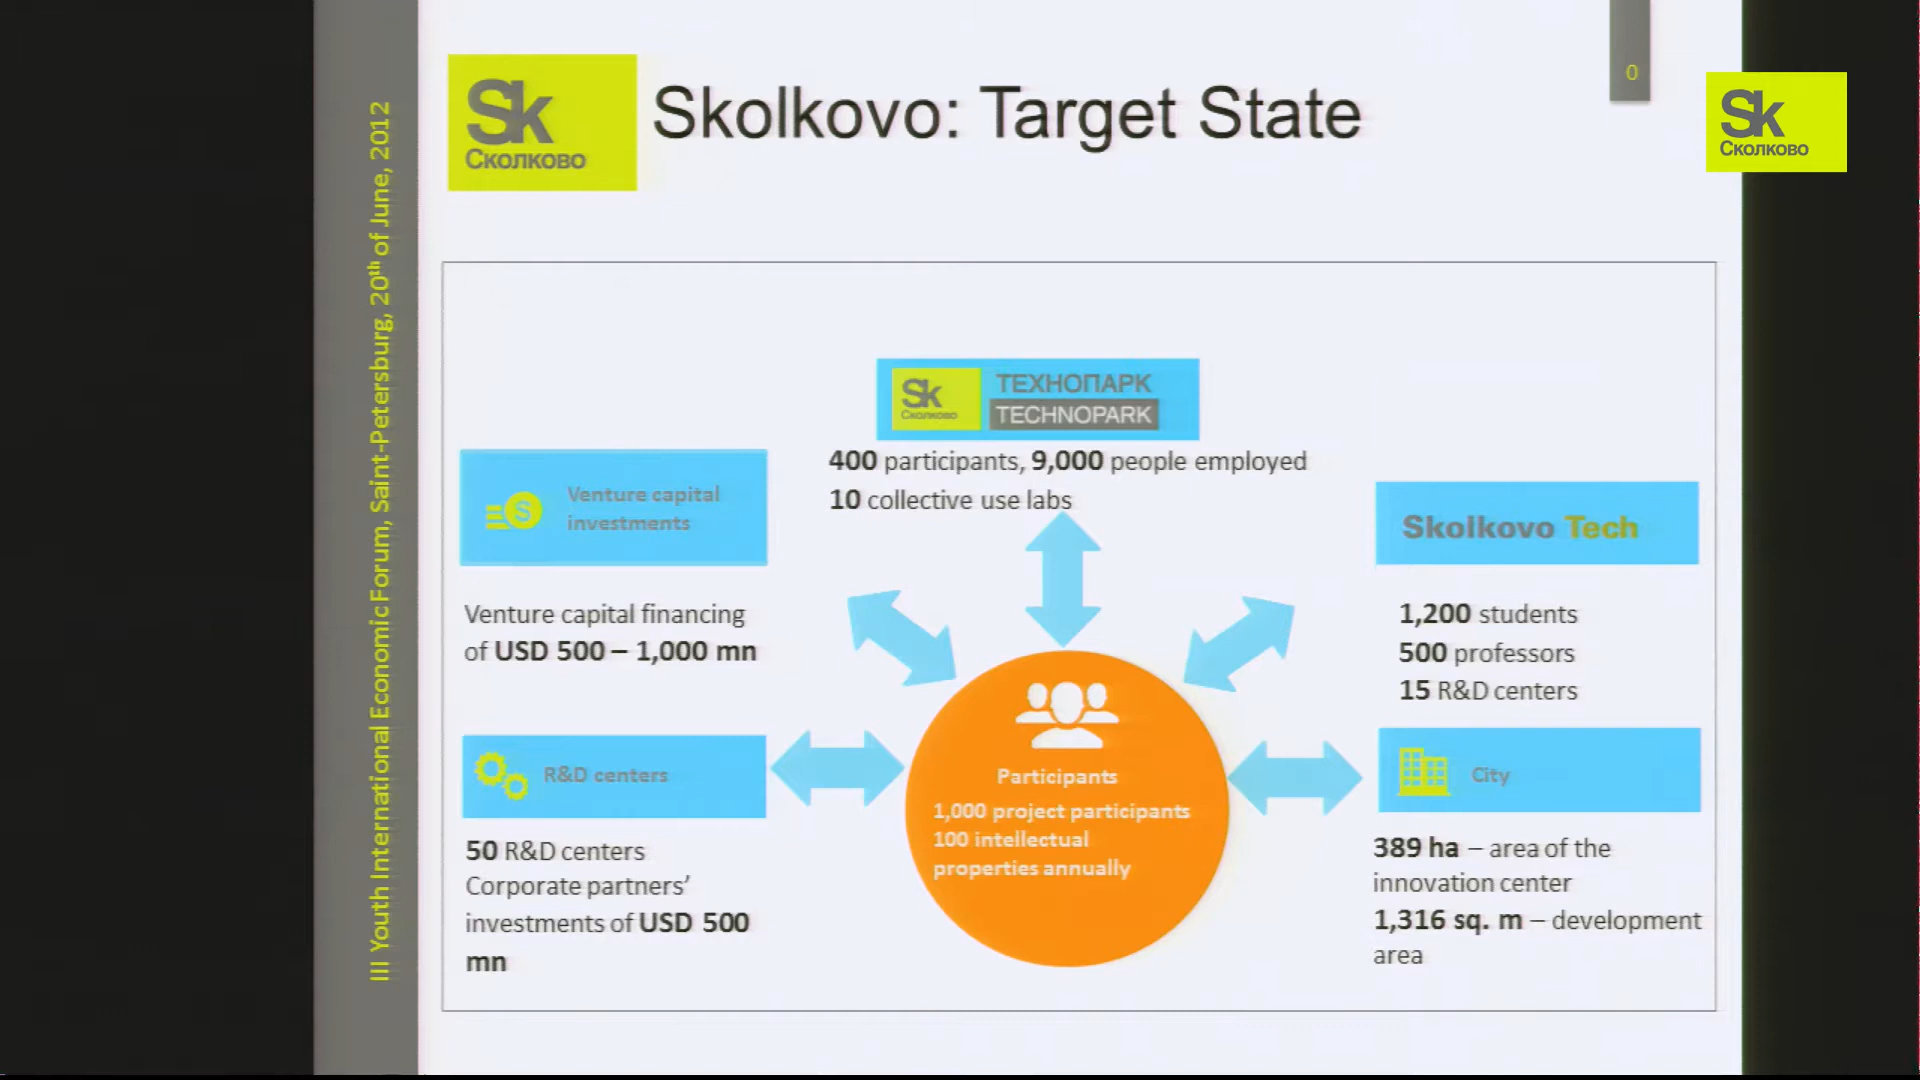 III Youth International Economic Forum, Saint-Petersburg, 20th of June, 2012
Sk
Сколково
Skolkovo: Target State
0
Sk
Сколково
Sk
Сколково
ТЕХНОПАРК
TECHNOPARK
400 participants, 9,000 people employed
10 collective use labs
Venture capital
investments
Venture capital financing
of USD 500 – 1,000 mn
Skolkovo Tech
1,200 students
500 professors
15 R&D centers
R&D centers
50 R&D centers
Corporate partners’
investments of USD 500
mn
Participants
1,000 project participants
100 intellectual
properties annually
City
389 ha – area of the
innovation center
1,316 sq. m – development
area